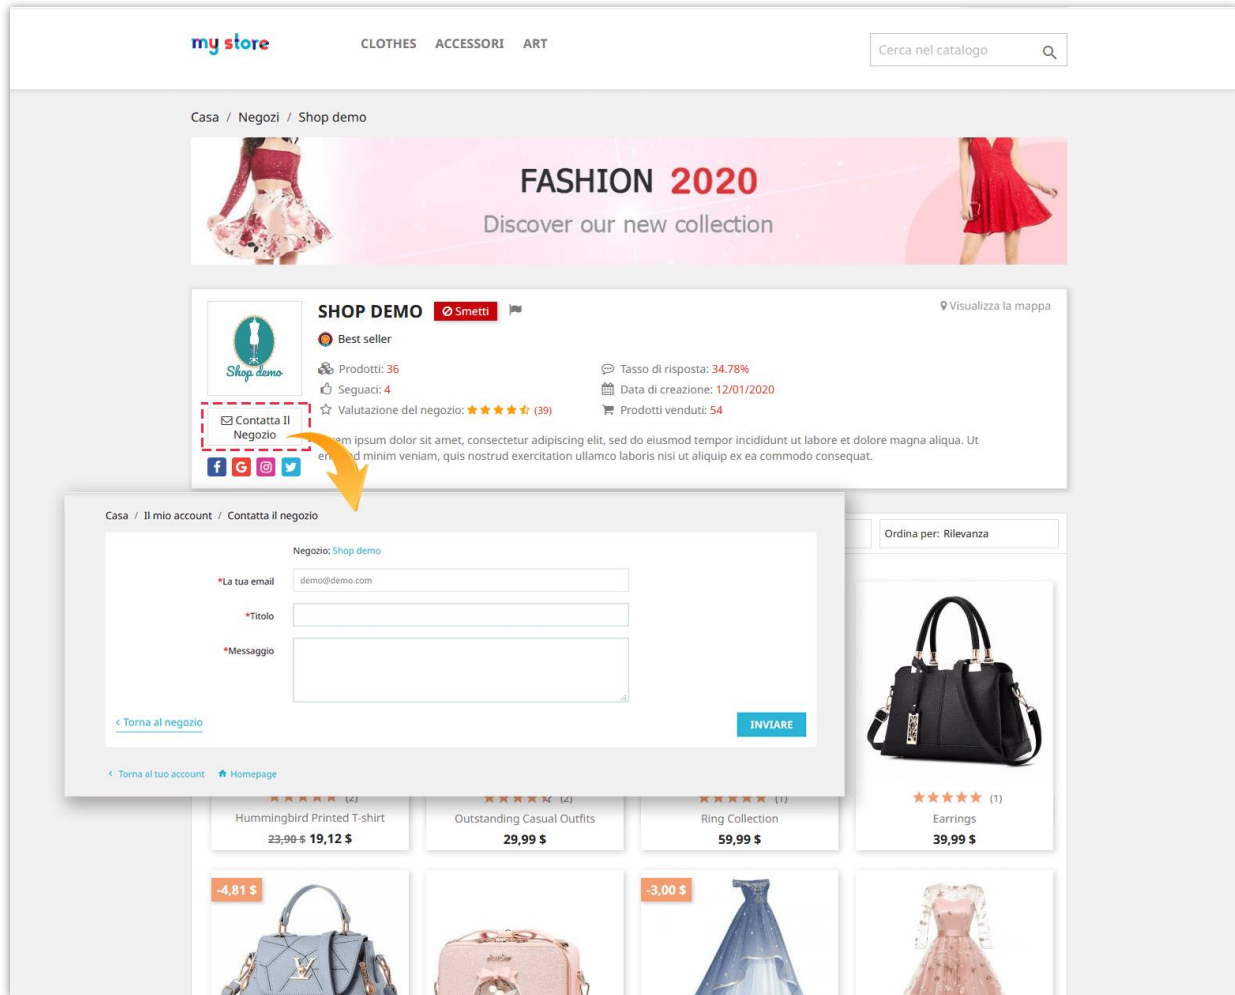 my store
CLOTHES ACCESSORI ART
Cerca nel catalogo
Casa / Negozi / Shop demo
FASHION 2020
Discover our new collection
Shop demo
SHOP DEMO Smetti
Visualizza la mappa
Best seller
Prodotti: 36
Tasso di risposta: 34.78%
Seguaci: 4
Data di creazione: 12/01/2020
Valutazione del negozio: (39)
Prodotti venduti: 54
Contatta Il
Negozio
em ipsum dolor sit amet, consectetur adipiscing elit, sed do eiusmod tempor incididunt ut labore et dolore magna aliqua. Ut
minim veniam, quis nostrud exercitation ullamco laboris nisi ut aliquip ex ea commodo consequat.
Casa / Il mio account / Contatta il negozio
Negozio: Shop demo
*La tua email demo@demo.com
*Titolo
*Messaggio
Torna al negozio
INVIARE
Torna al tuo account Homepage
Ordina per: Rilevanza
(2)
(2)
(1)
(1)
Hummingbird Printed T-shirt
Outstanding Casual Outfits
Ring Collection
Earrings
23,90 $ 19,12 $
29,99 $
59,99 $
39,99 $
-4,81 $
-3,00 $